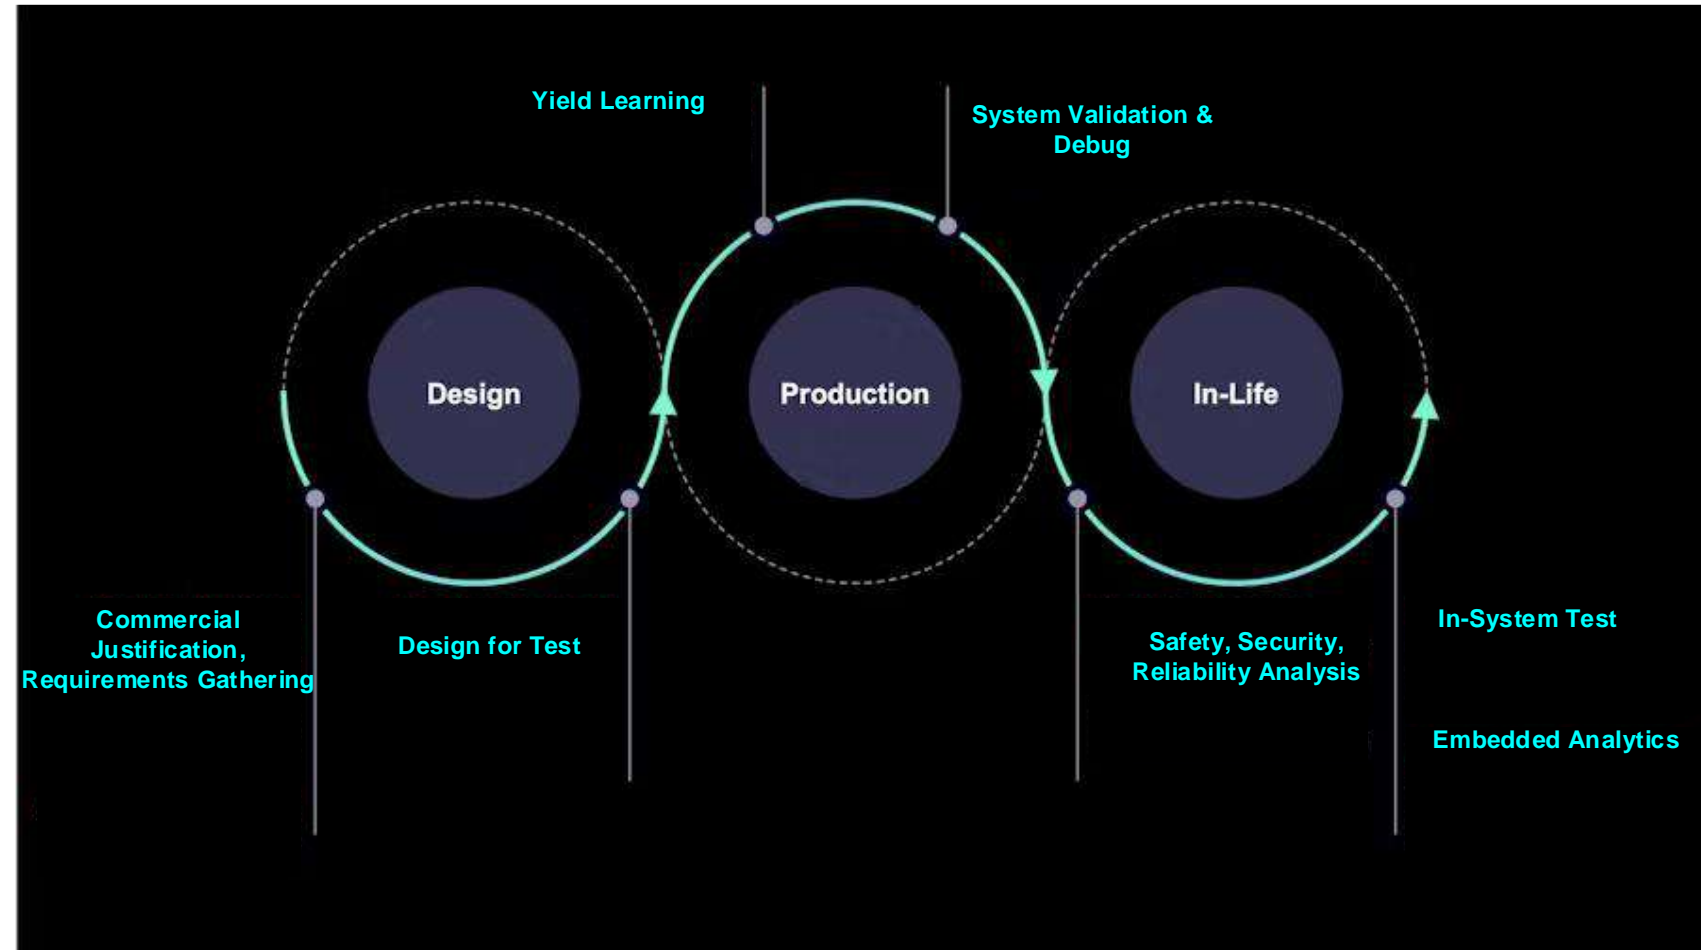 Yield Learning
System Validation &
Debug
Design
Production
In-Life
Commercial
Justification,
Requirements Gathering
Design for Test
Safety, Security,
Reliability Analysis
In-System Test
Embedded Analytics